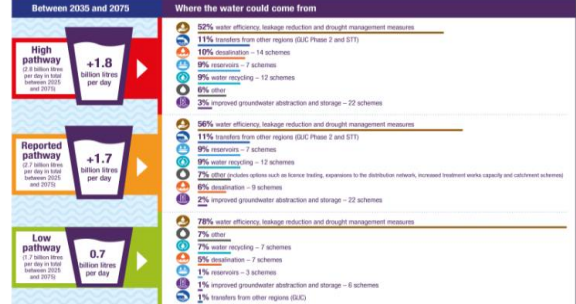 Between 2035 and 2075
Where the water could come from
High
pathway
(2.8 billion litres
per day in total
between 2025
and 2075)
+1.8
billion litres
per day
52% water efficiency, leakage reduction and drought management measures
11% transfers from other regions (GUC Phase 2 and STT)
10% desalination – 14 schemes
9% reservoirs – 7 schemes
9% water recycling – 12 schemes
6% other
3% improved groundwater abstraction and storage – 22 schemes
Reported
pathway
(2.7 billion litres
per day in total
between 2025
and 2075)
+1.7
billion litres
per day
56% water efficiency, leakage reduction and drought management measures
11% transfers from other regions (GUC Phase 2 and STT)
9% reservoirs – 7 schemes
9% water recycling – 12 schemes
7% other (includes options such as licence trading, expansions to the distribution network, increased treatment works capacity and catchment schemes)
6% desalination – 9 schemes
2% improved groundwater abstraction and storage – 22 schemes
Low
pathway
(1.7 billion litres
per day in total
between 2025
and 2075)
0.7
billion litres
per day
78% water efficiency, leakage reduction and drought management measures
7% other
7% water recycling – 7 schemes
5% desalination – 7 schemes
1% reservoirs – 3 schemes
1% improved groundwater abstraction and storage – 6 schemes
1% transfers from other regions (GUC)